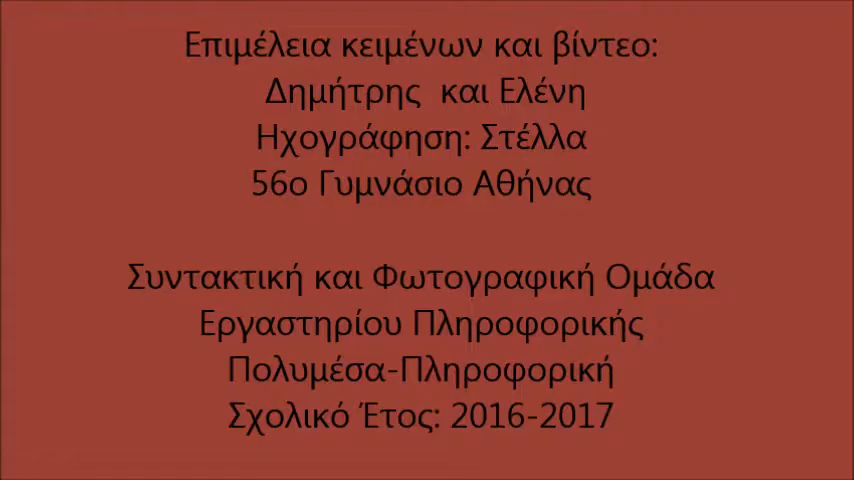 Επιμέλεια κειμένων και βίντεο:
Δημήτρης και Ελένη
Ηχογράφηση: Στέλλα
56ο Γυμνάσιο Αθήνας
Συντακτική και Φωτογραφική Ομάδα
Εργαστηρίου Πληροφορικής
Πολυμέσα-Πληροφορική
Σχολικό Έτος: 2016-2017